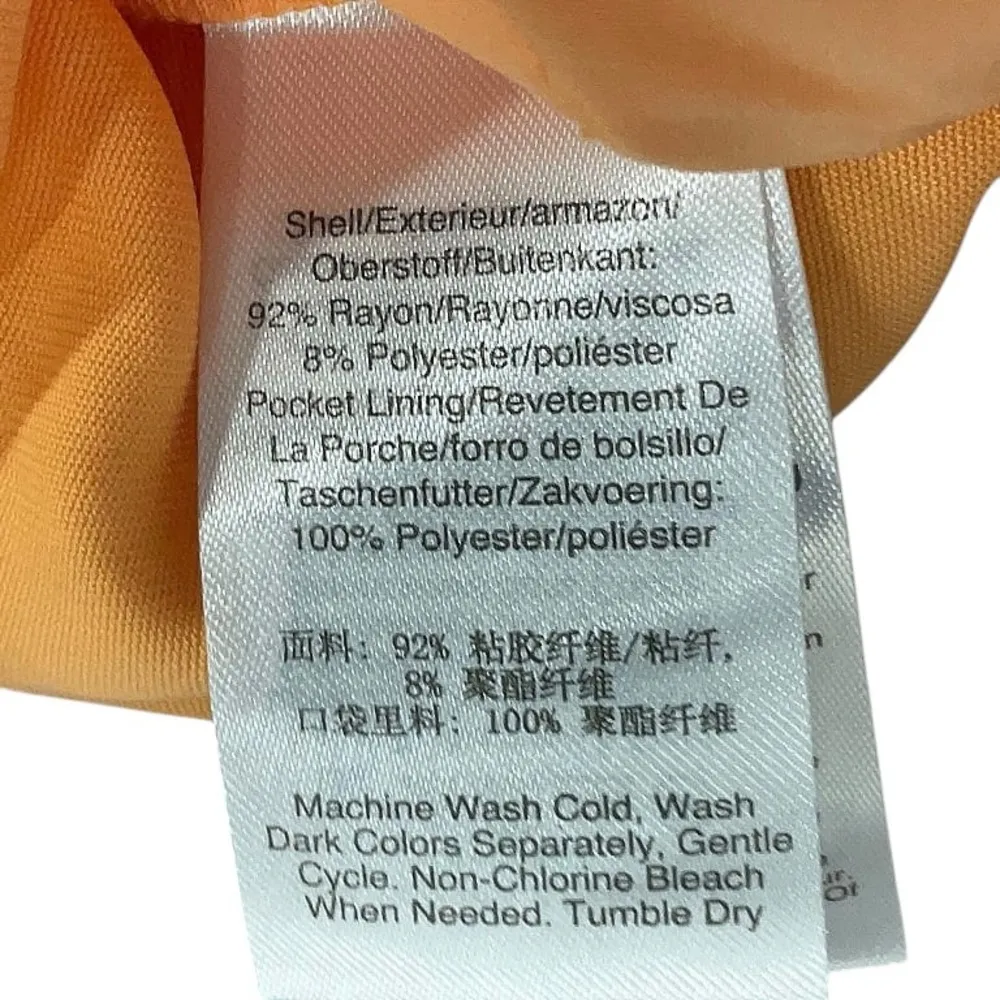 Shell/Exterieur/armazon/
Oberstoff/Buitenkant:
92% Rayon/Rayonne/viscosa
8% Polyester/poliéster
Pocket Lining/Revetement De
La Porche/forro de bolsillo/
Taschenfutter/Zakvoering:
100% Polyester/poliéster
面料: 92% 粘胶纤维/粘纤,
8% 聚酯纤维
口袋里料: 100% 聚酯纤维
Machine Wash Cold, Wash
Dark Colors Separately, Gentle
Cycle. Non-Chlorine Bleach
When Needed. Tumble Dry